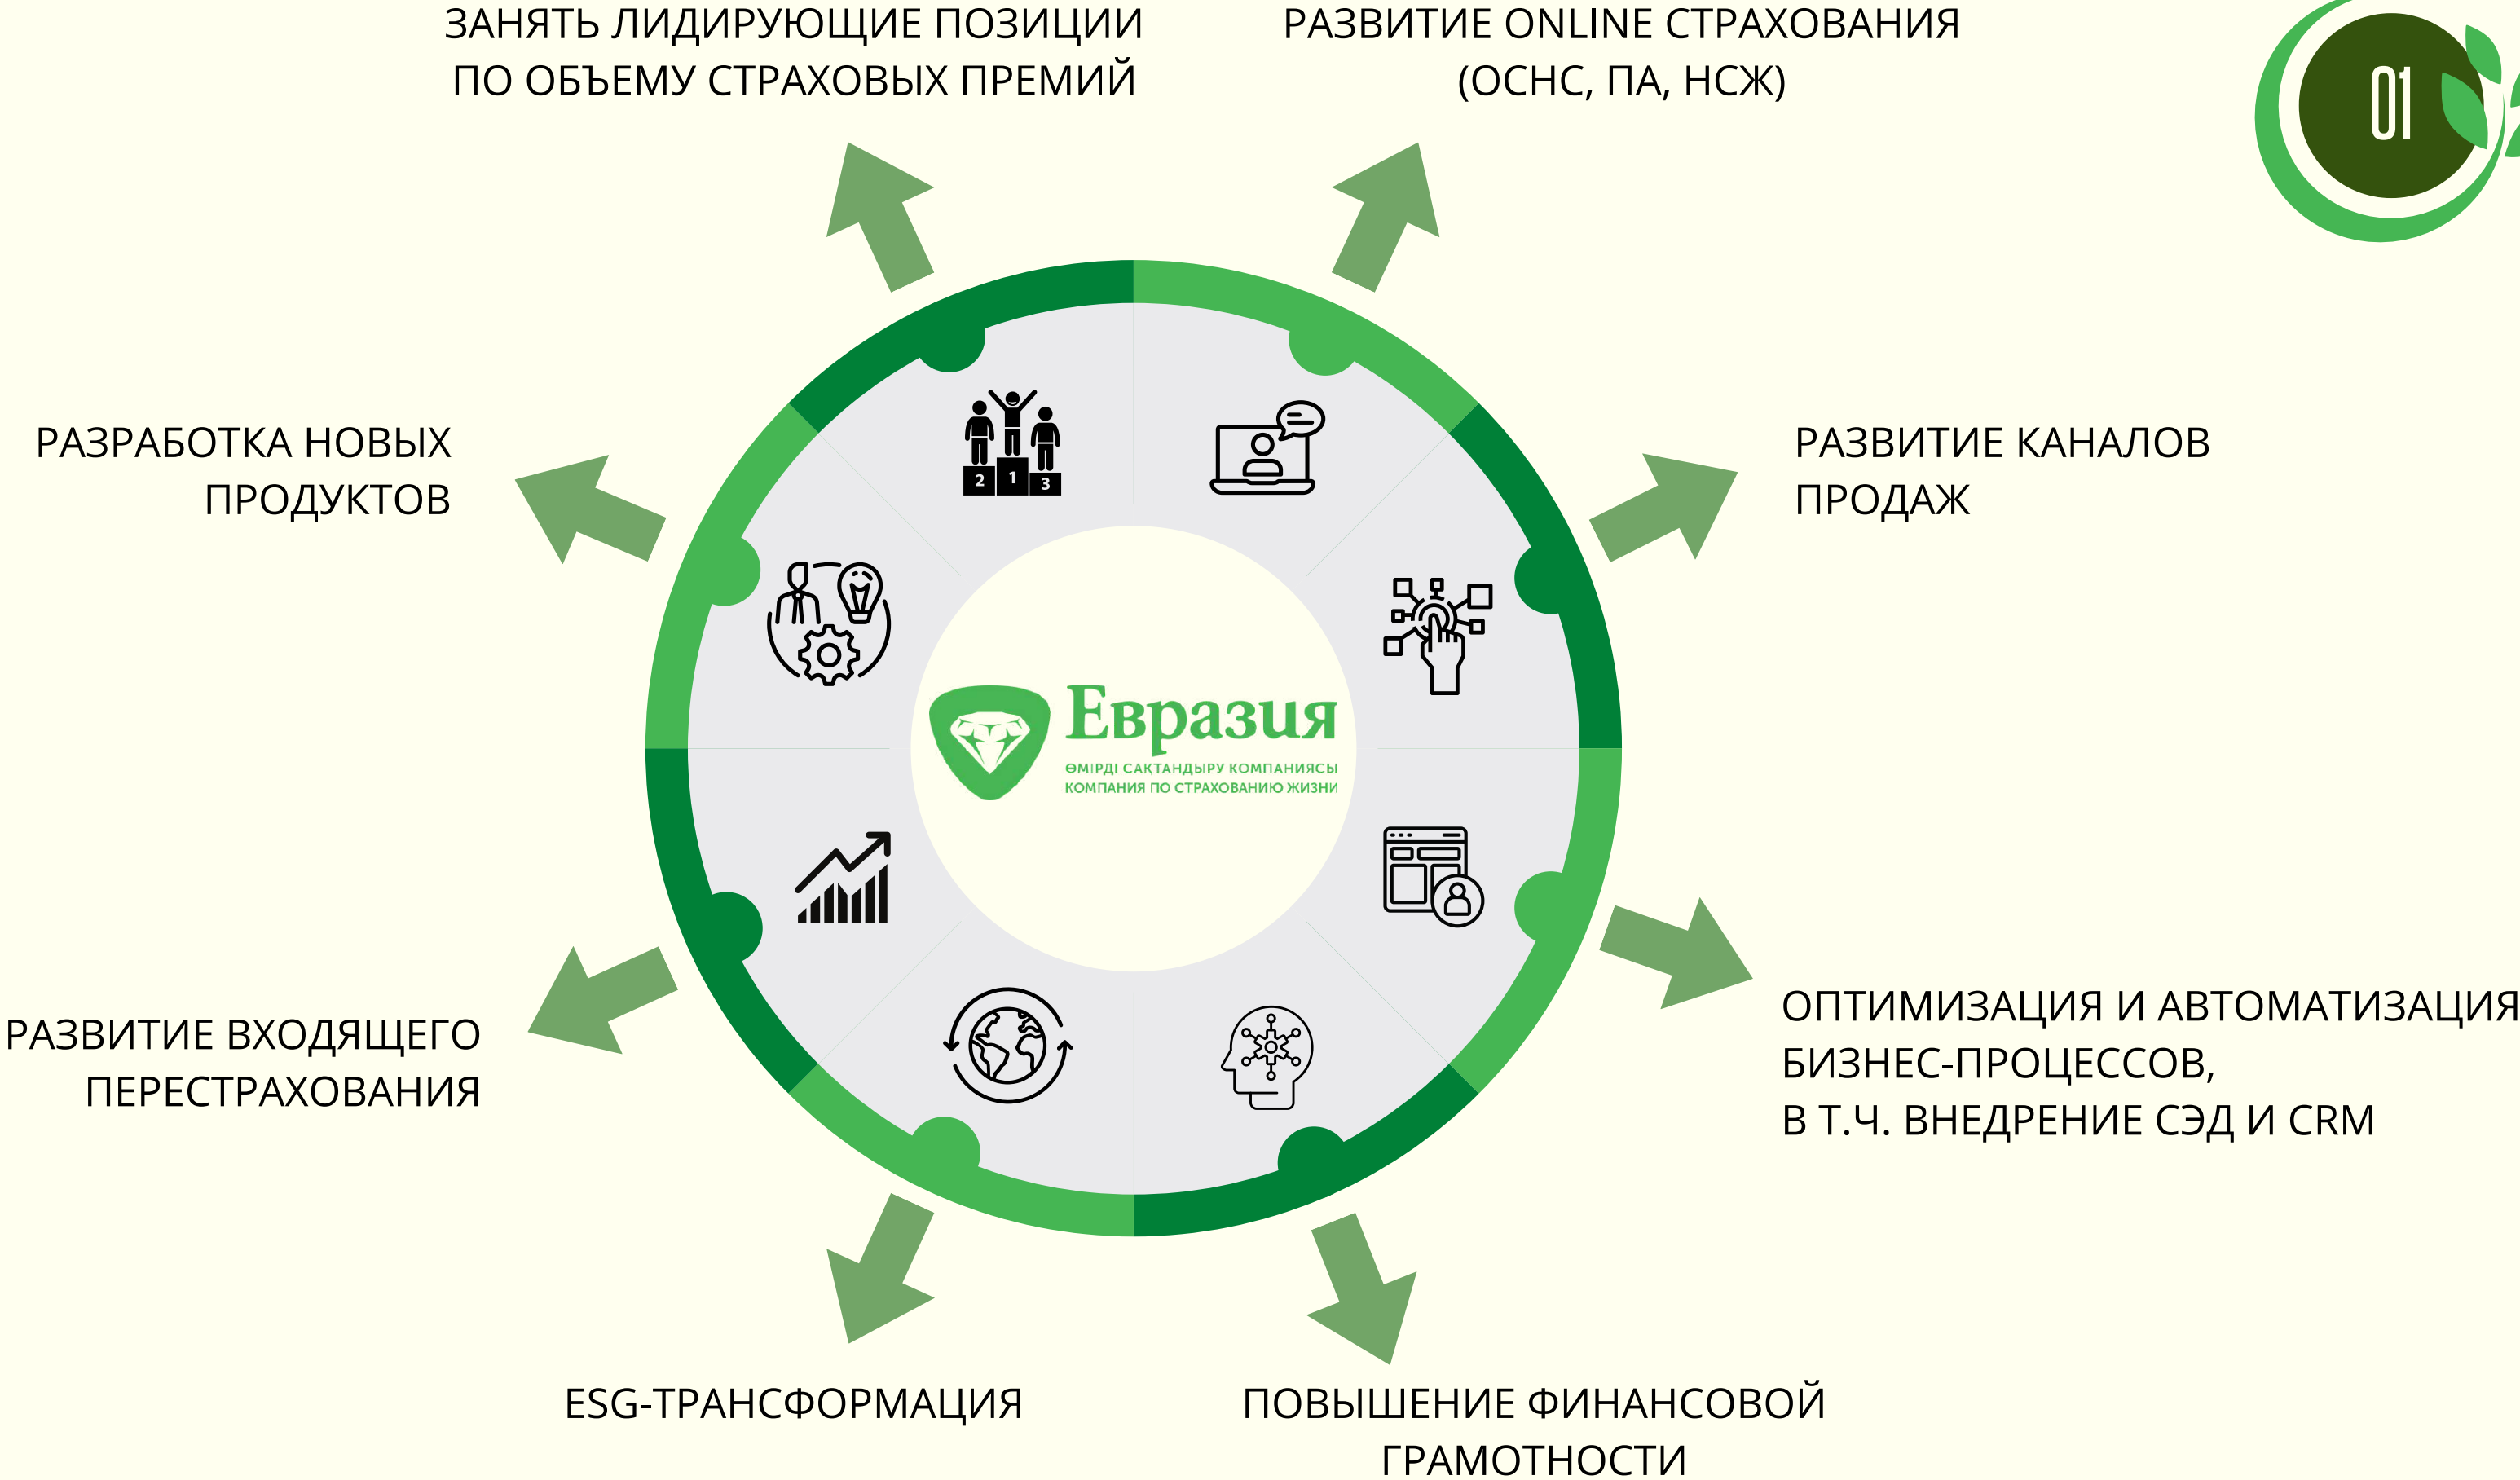 ЗАНЯТЬ ЛИДИРУЮЩИЕ ПОЗИЦИИ
ПО ОБЪЕМУ СТРАХОВЫХ ПРЕМИЙ
РАЗВИТИЕ ONLINE СТРАХОВАНИЯ
(ОСНС, ПА, НСЖ)
01
РАЗРАБОТКА НОВЫХ
ПРОДУКТОВ
РАЗВИТИЕ КАНАЛОВ
ПРОДАЖ
2 1 3
Евразия
ӨМІРДІ САҚТАНДЫРУ КОМПАНИЯСЫ
КОМПАНИЯ ПО СТРАХОВАНИЮ ЖИЗНИ
РАЗВИТИЕ ВХОДЯЩЕГО
ПЕРЕСТРАХОВАНИЯ
ОПТИМИЗАЦИЯ И АВТОМАТИЗАЦИЯ
БИЗНЕС-ПРОЦЕССОВ,
В Т.Ч. ВНЕДРЕНИЕ СЭД И CRM
ESG-ТРАНСФОРМАЦИЯ
ПОВЫШЕНИЕ ФИНАНСОВОЙ
ГРАМОТНОСТИ